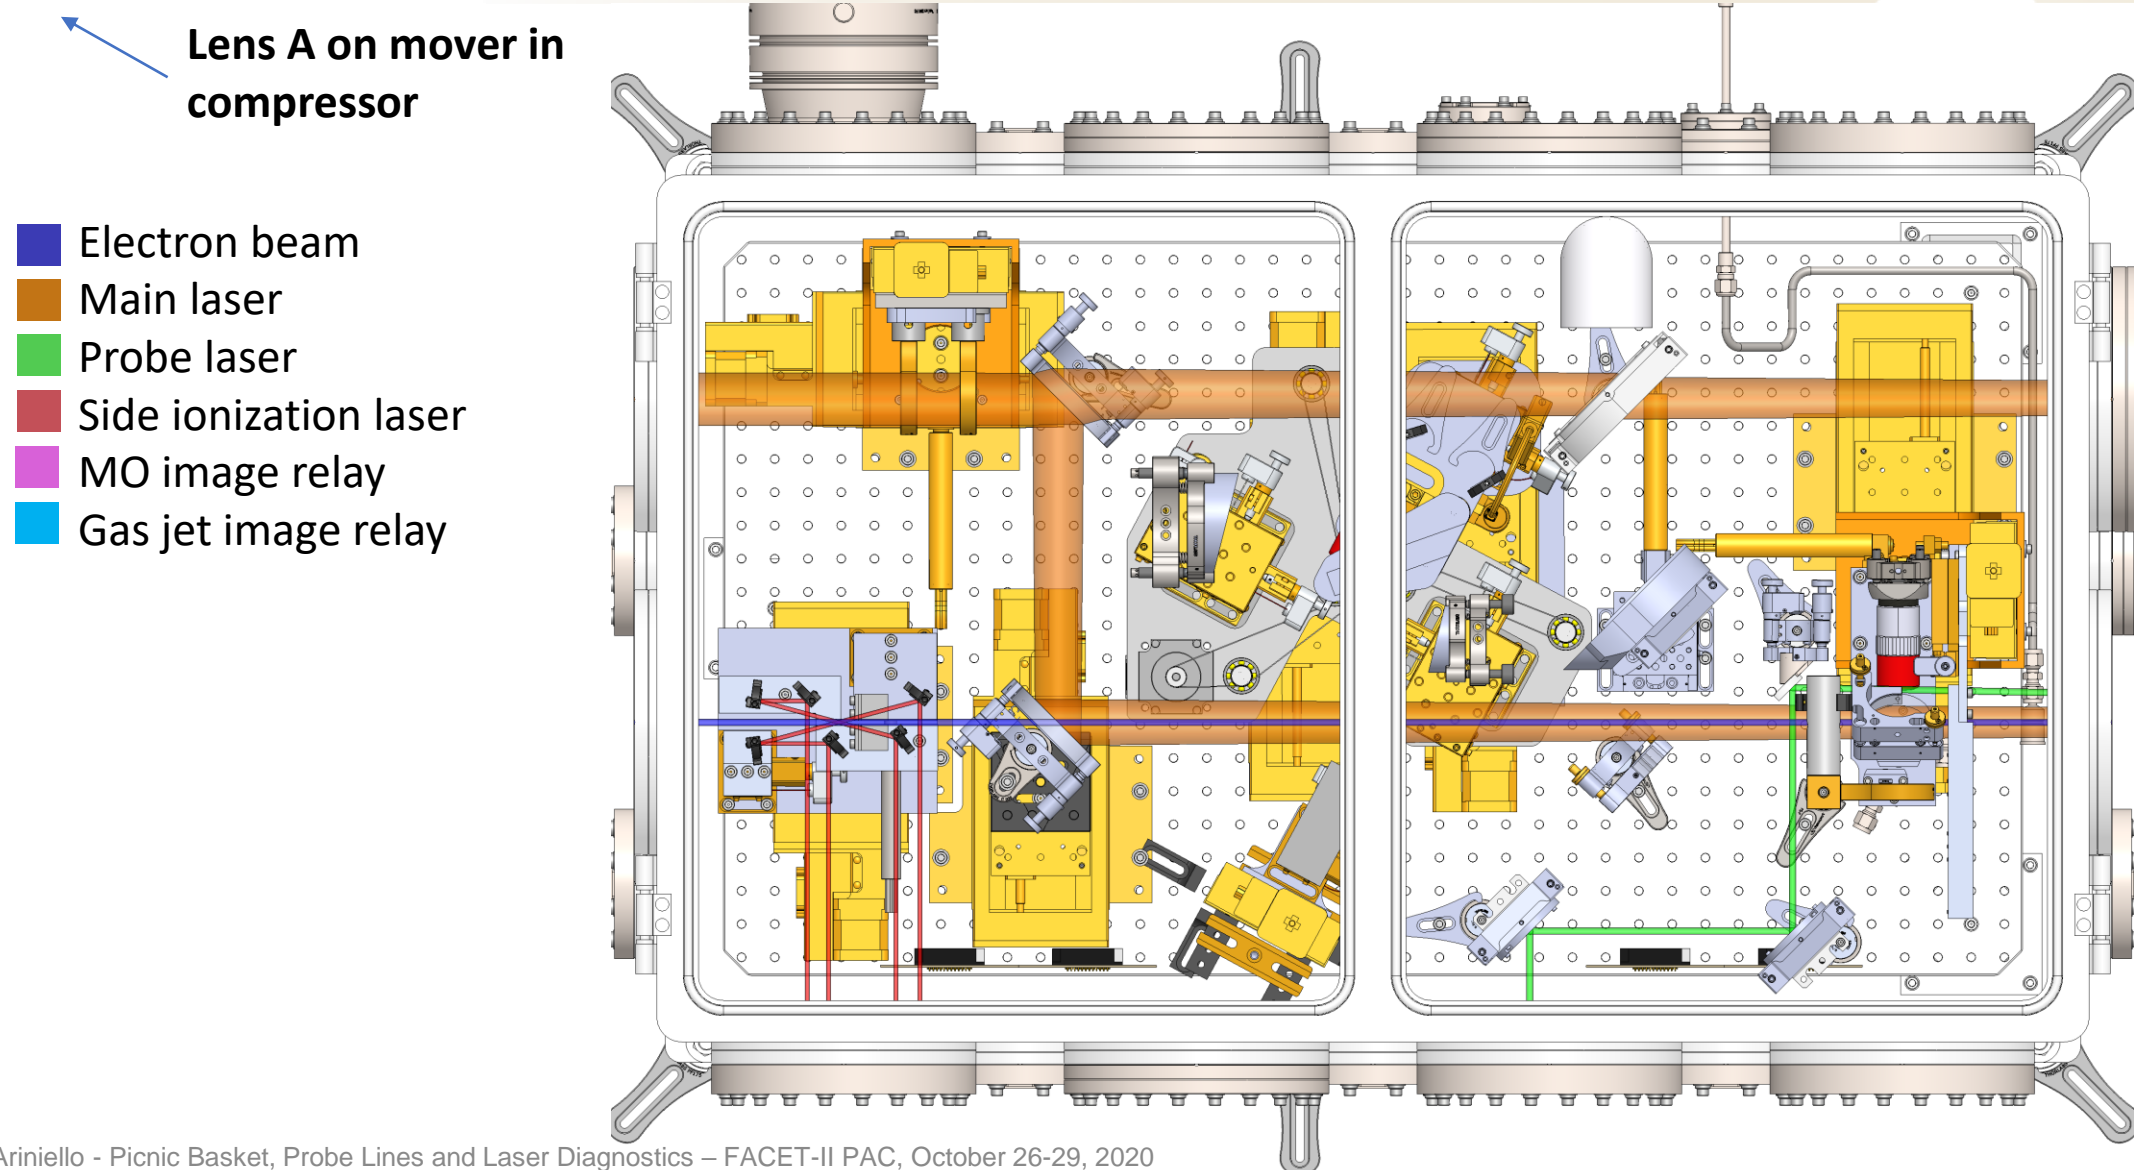 Lens A on mover in
compressor
Electron beam
Main laser
Probe laser
Side ionization laser
MO image relay
Gas jet image relay
Ariniello - Picnic Basket, Probe Lines and Laser Diagnostics – FACET-II PAC, October 26-29, 2020